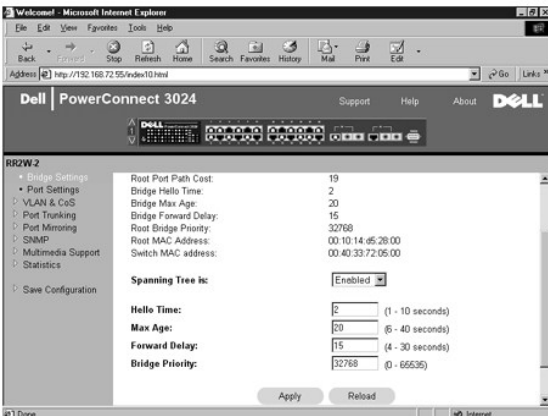 Welcome! - Microsoft Internet Explorer
File Edit View Favorites Tools Help
Back Forward Stop Refresh Home Search Favorites History Mail Print Edit
Address http://192.168.72.55/index10.html Go Links
Dell PowerConnect 3024 Support Help About DELL
DELL
RR2W-2
Bridge Settings
Port Settings
VLAN & CoS
Port Trunking
Port Mirroring
SNMP
Multimedia Support
Statistics
Save Configuration
Root Port Path Cost: 19
Bridge Hello Time: 2
Bridge Max Age: 20
Bridge Forward Delay: 15
Root Bridge Priority: 32768
Root MAC Address: 00:10:14:d5:28:00
Switch MAC address: 00:40:33:72:05:00
Spanning Tree is: Enabled
Hello Time: 2 (1 - 10 seconds)
Max Age: 20 (6 - 40 seconds)
Forward Delay: 15 (4 - 30 seconds)
Bridge Priority: 32768 (0 - 65535)
Apply Reload
Done Internet